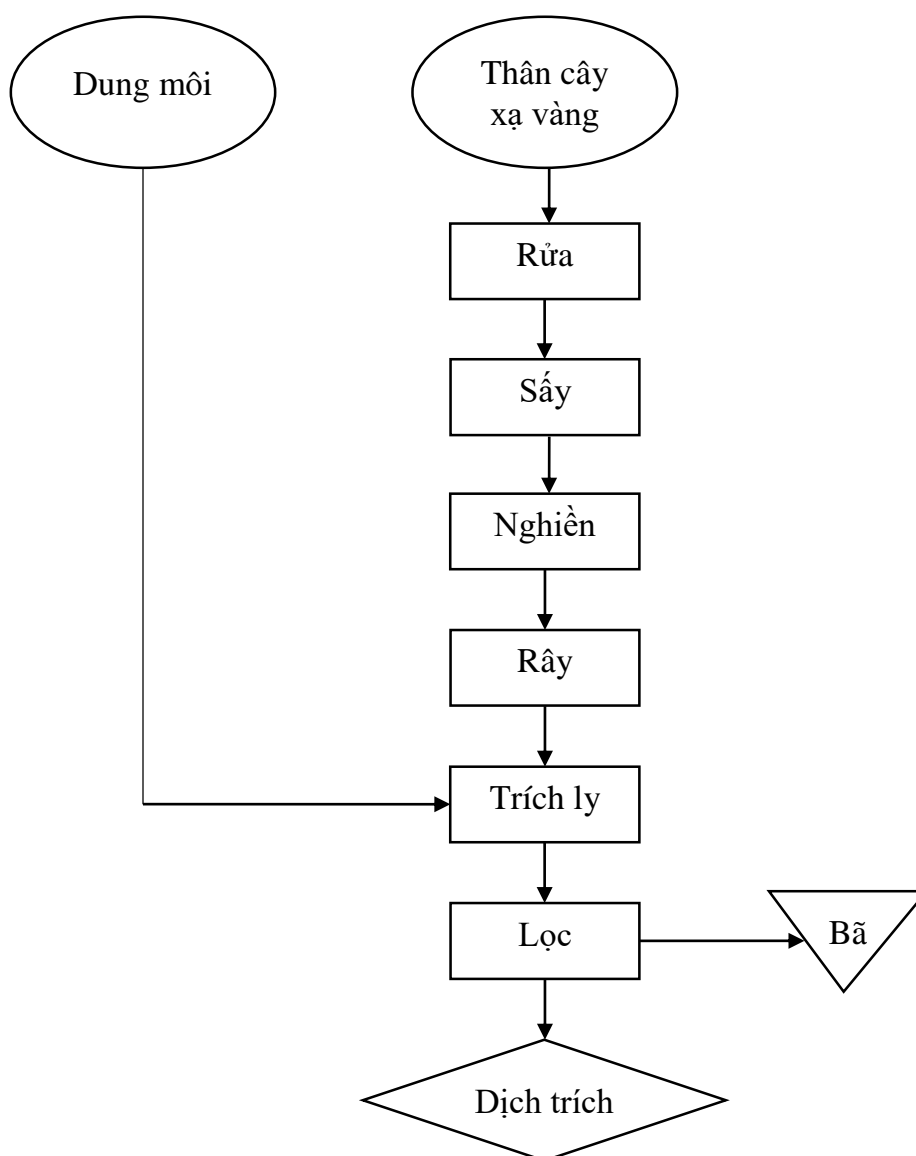 Dung môi
Thân cây
xạ vàng
Rửa
Sấy
Nghiền
Rây
Trích ly
Lọc
Bã
Dịch trích